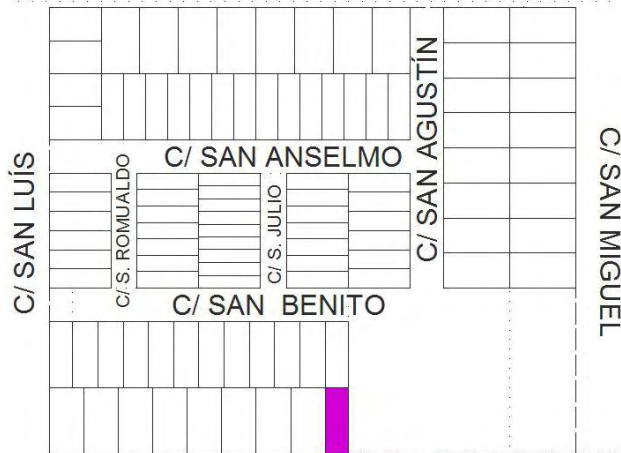 C/ SAN ANSELMO
C/ SAN AGUSTÍN
C/ SAN LUÍS
C/ S. ROMUALDO
C/ S. JULIO
C/ SAN MIGUEL
C/ SAN BENITO